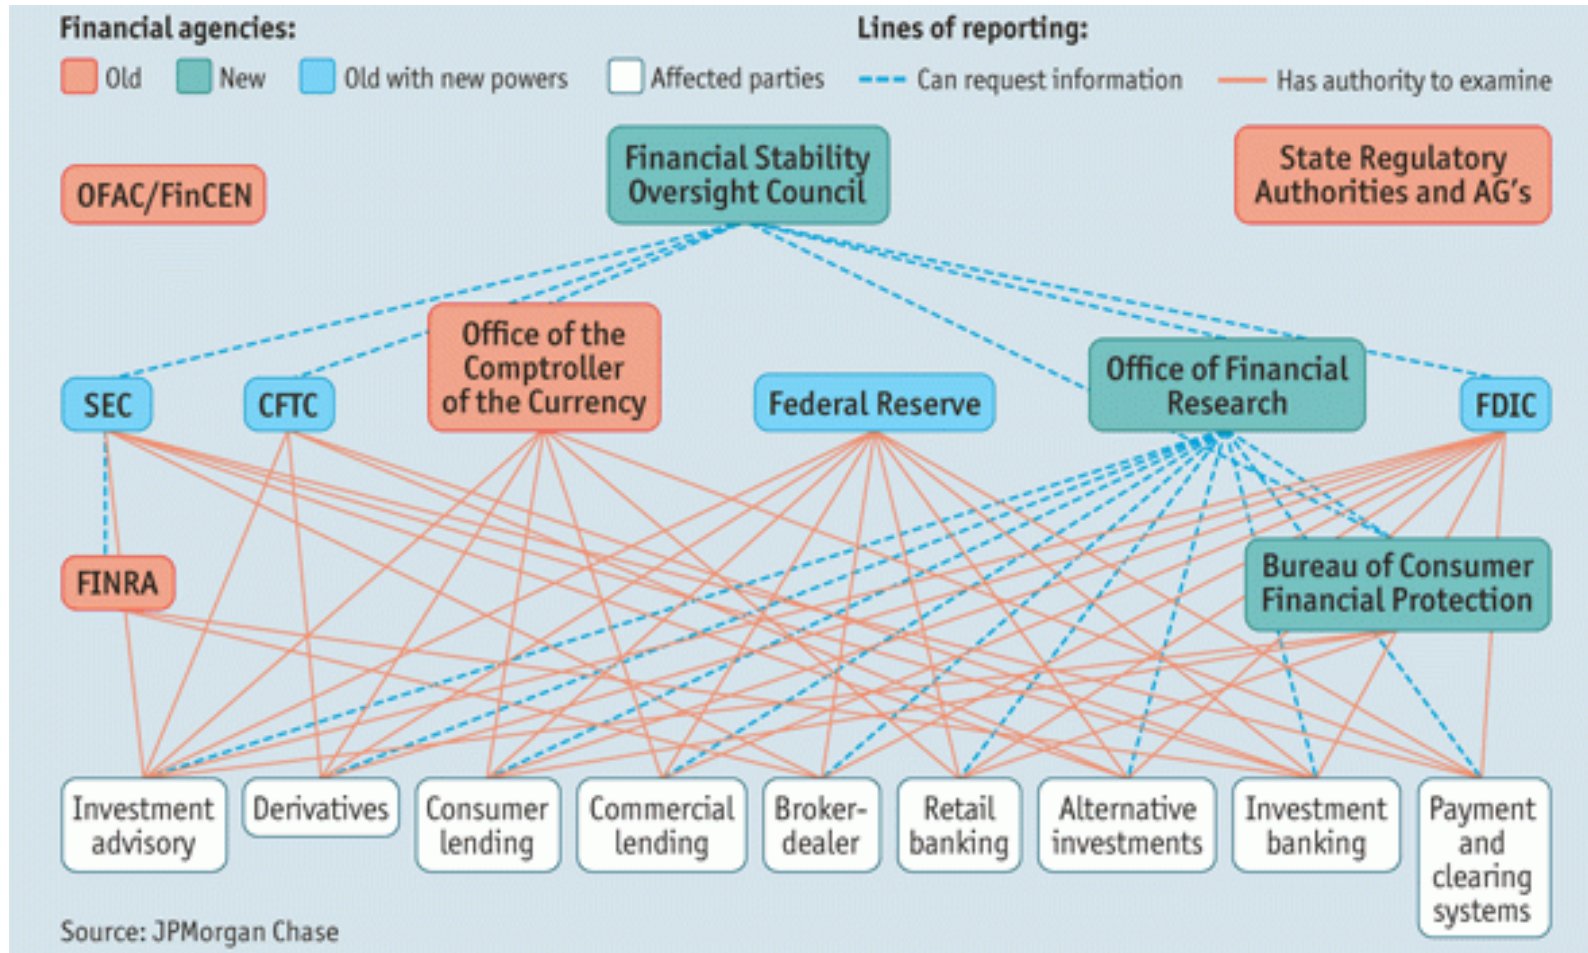 Financial agencies:
Lines of reporting:
Old
New
Old with new powers
Affected parties
Can request information
Has authority to examine
OFAC/FinCEN
Financial Stability
Oversight Council
State Regulatory
Authorities and AG's
SEC
CFTC
Office of the
Comptroller
of the Currency
Federal Reserve
Office of Financial
Research
FDIC
FINRA
Bureau of Consumer
Financial Protection
Investment
advisory
Derivatives
Consumer
lending
Commercial
lending
Broker-
dealer
Retail
banking
Alternative
investments
Investment
banking
Payment
and
clearing
systems
Source: JPMorgan Chase